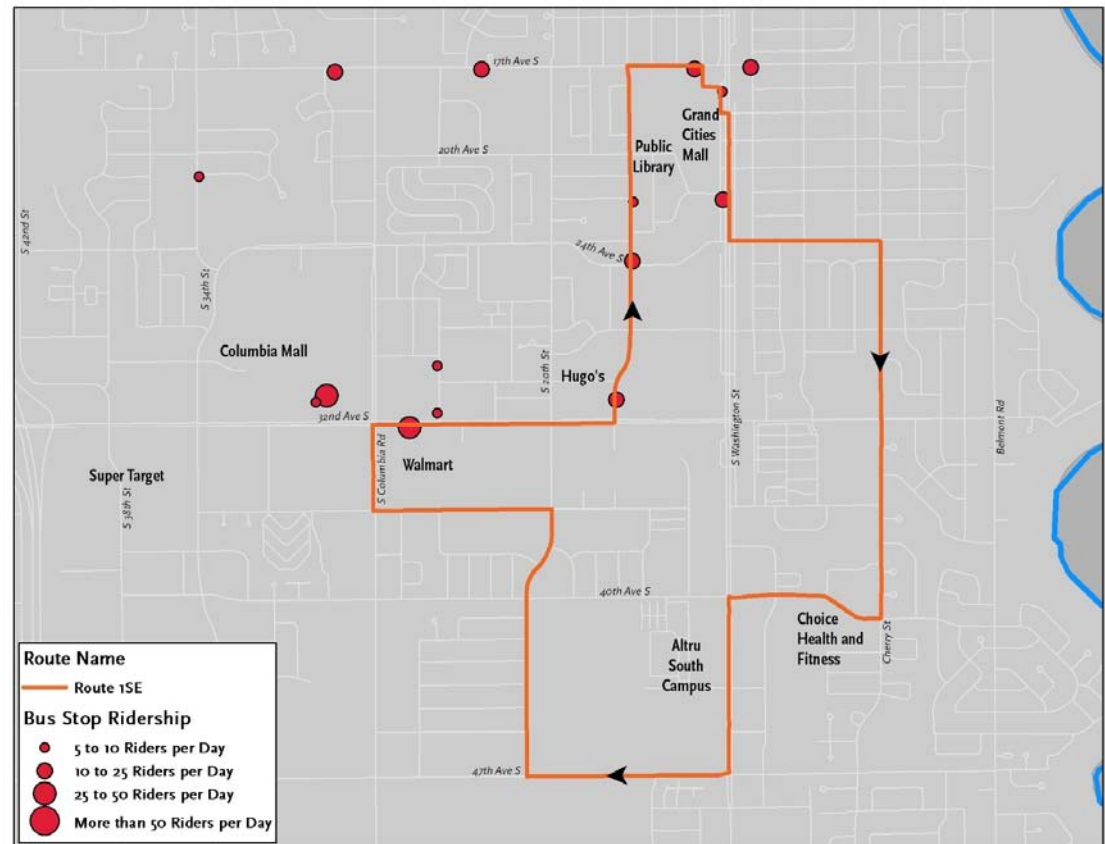 17th Ave S
Grand
Cities
Mall
Public
Library
20th Ave S
S 42nd St
24th Ave S
S 34th St
Columbia Mall
S 20th St
Hugo's
32nd Ave S
S Washington St
Belmont Rd
S Columbia Rd
Walmart
Super Target
S 38th St
40th Ave S
Choice
Health and
Fitness
Cherry St
Altru
South
Campus
47th Ave S
Route Name
Route 1SE
Bus Stop Ridership
5 to 10 Riders per Day
10 to 25 Riders per Day
25 to 50 Riders per Day
More than 50 Riders per Day